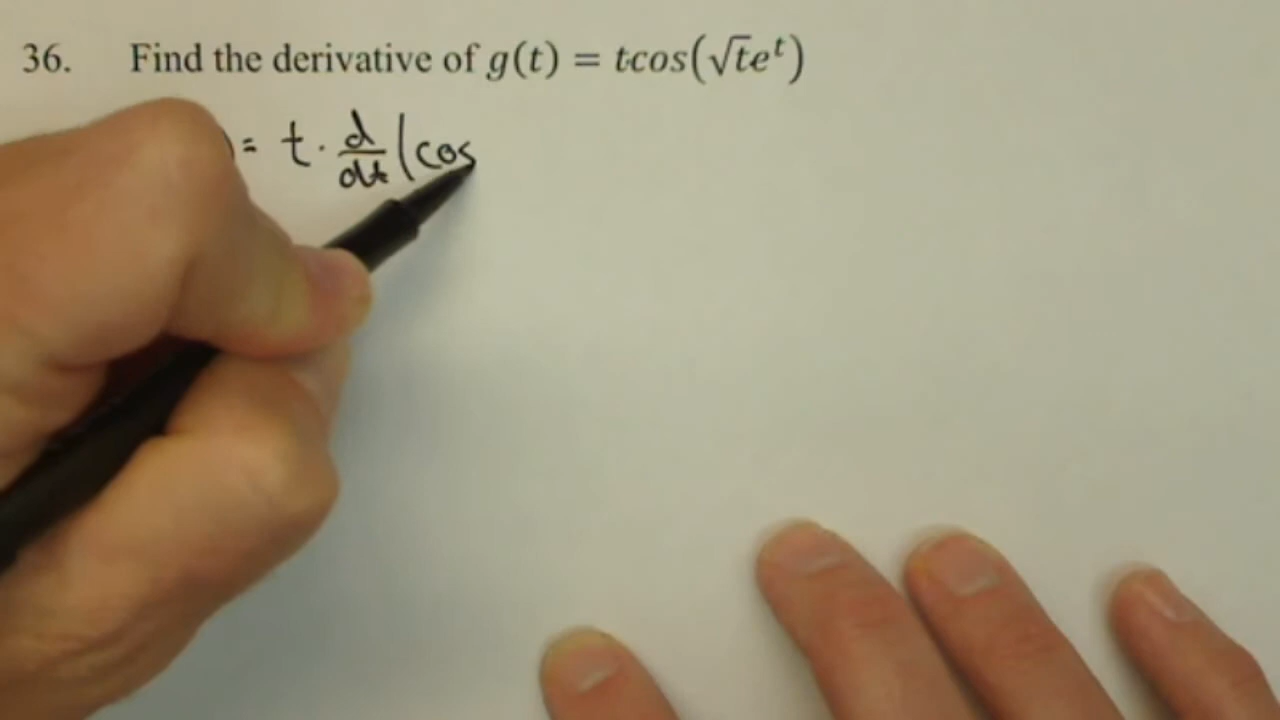 36. Find the derivative of g(t) = tcos(√te^t)
) = t · d/dt (cos